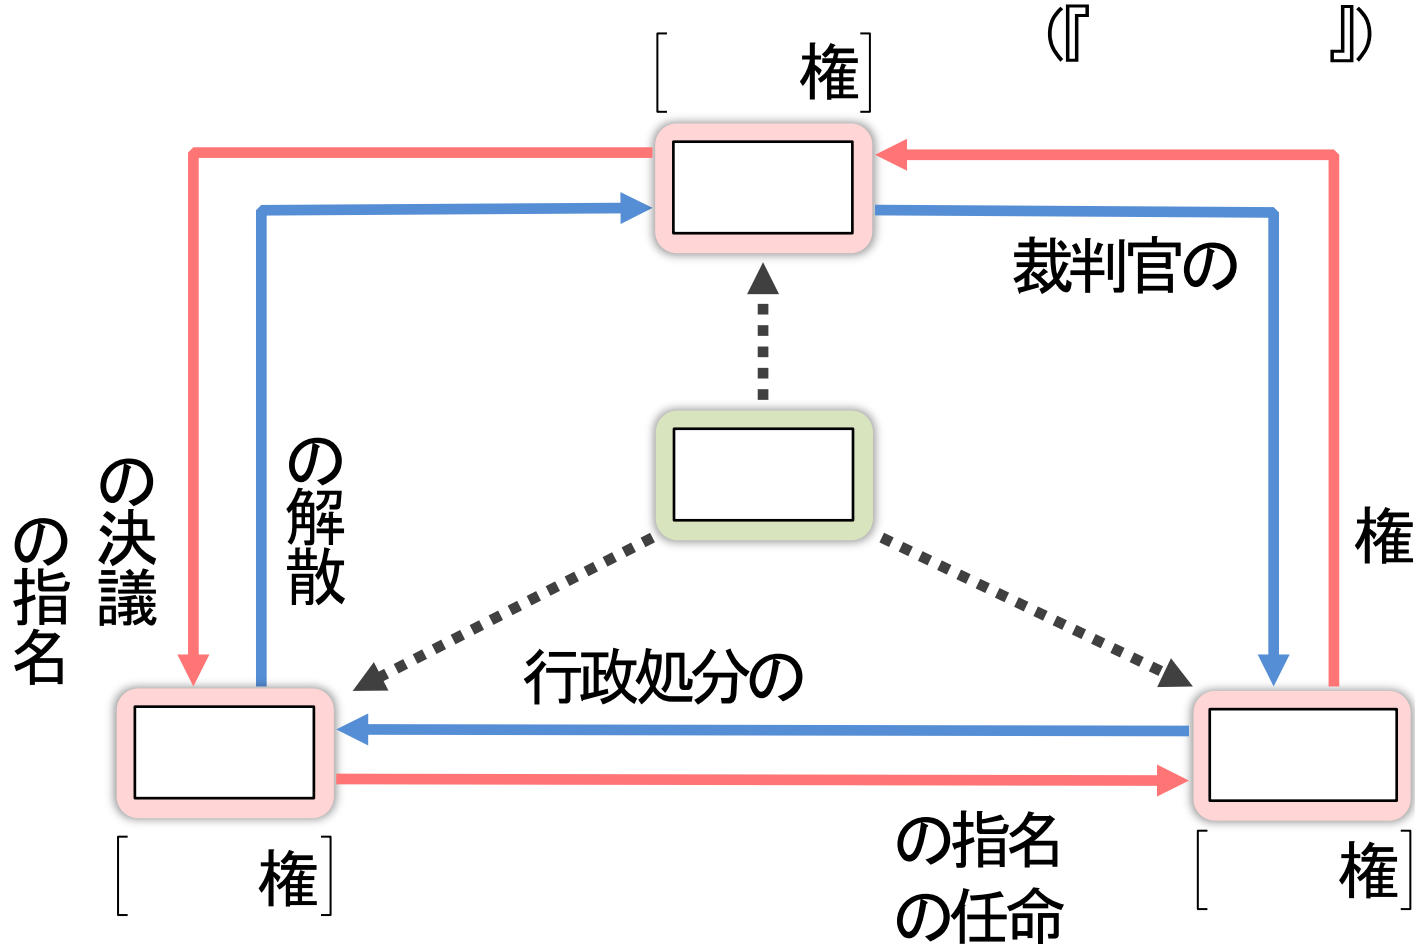 (『 』)
[ 権]
裁判官の
の解散
の決議
の指名
権
行政処分の
[ 権]
の指名
の任命
[ 権]